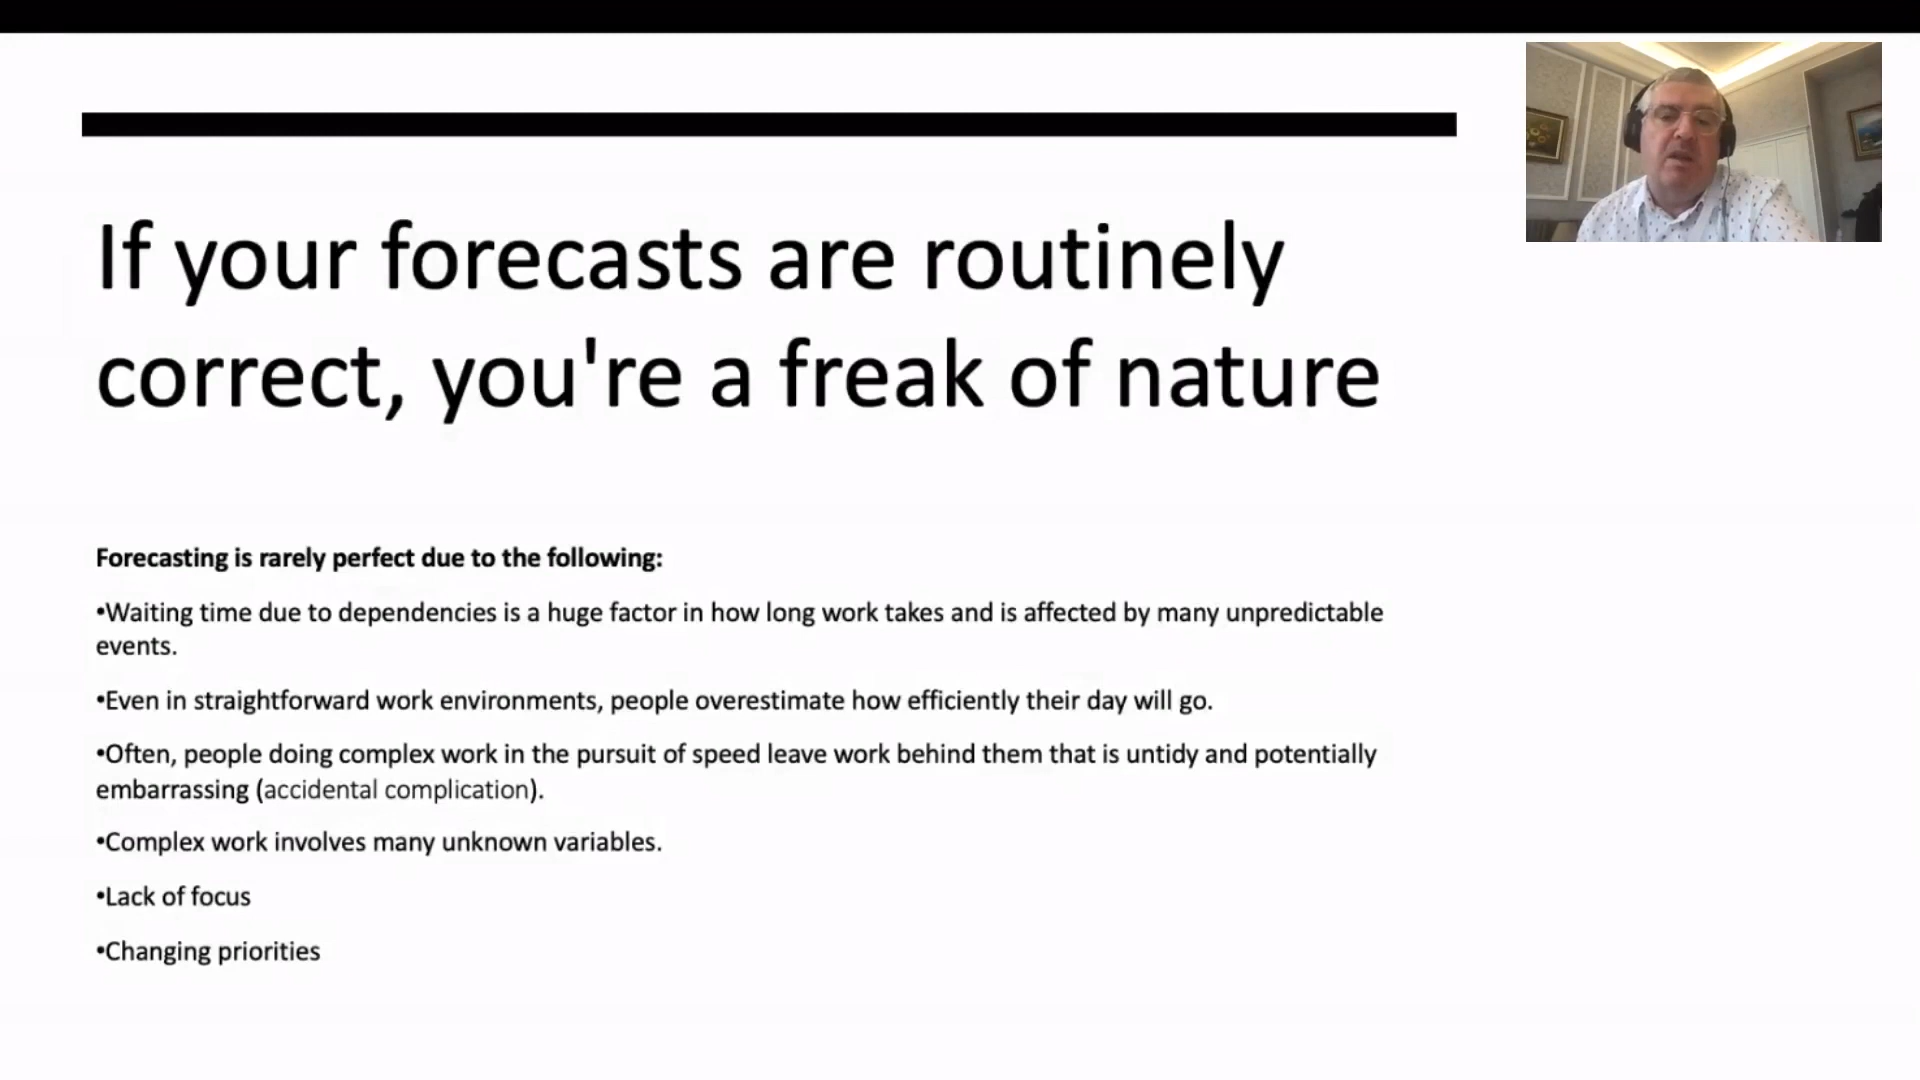 If your forecasts are routinely
correct, you're a freak of nature
Forecasting is rarely perfect due to the following:
•Waiting time due to dependencies is a huge factor in how long work takes and is affected by many unpredictable
events.
•Even in straightforward work environments, people overestimate how efficiently their day will go.
•Often, people doing complex work in the pursuit of speed leave work behind them that is untidy and potentially
embarrassing (accidental complication).
•Complex work involves many unknown variables.
•Lack of focus
•Changing priorities